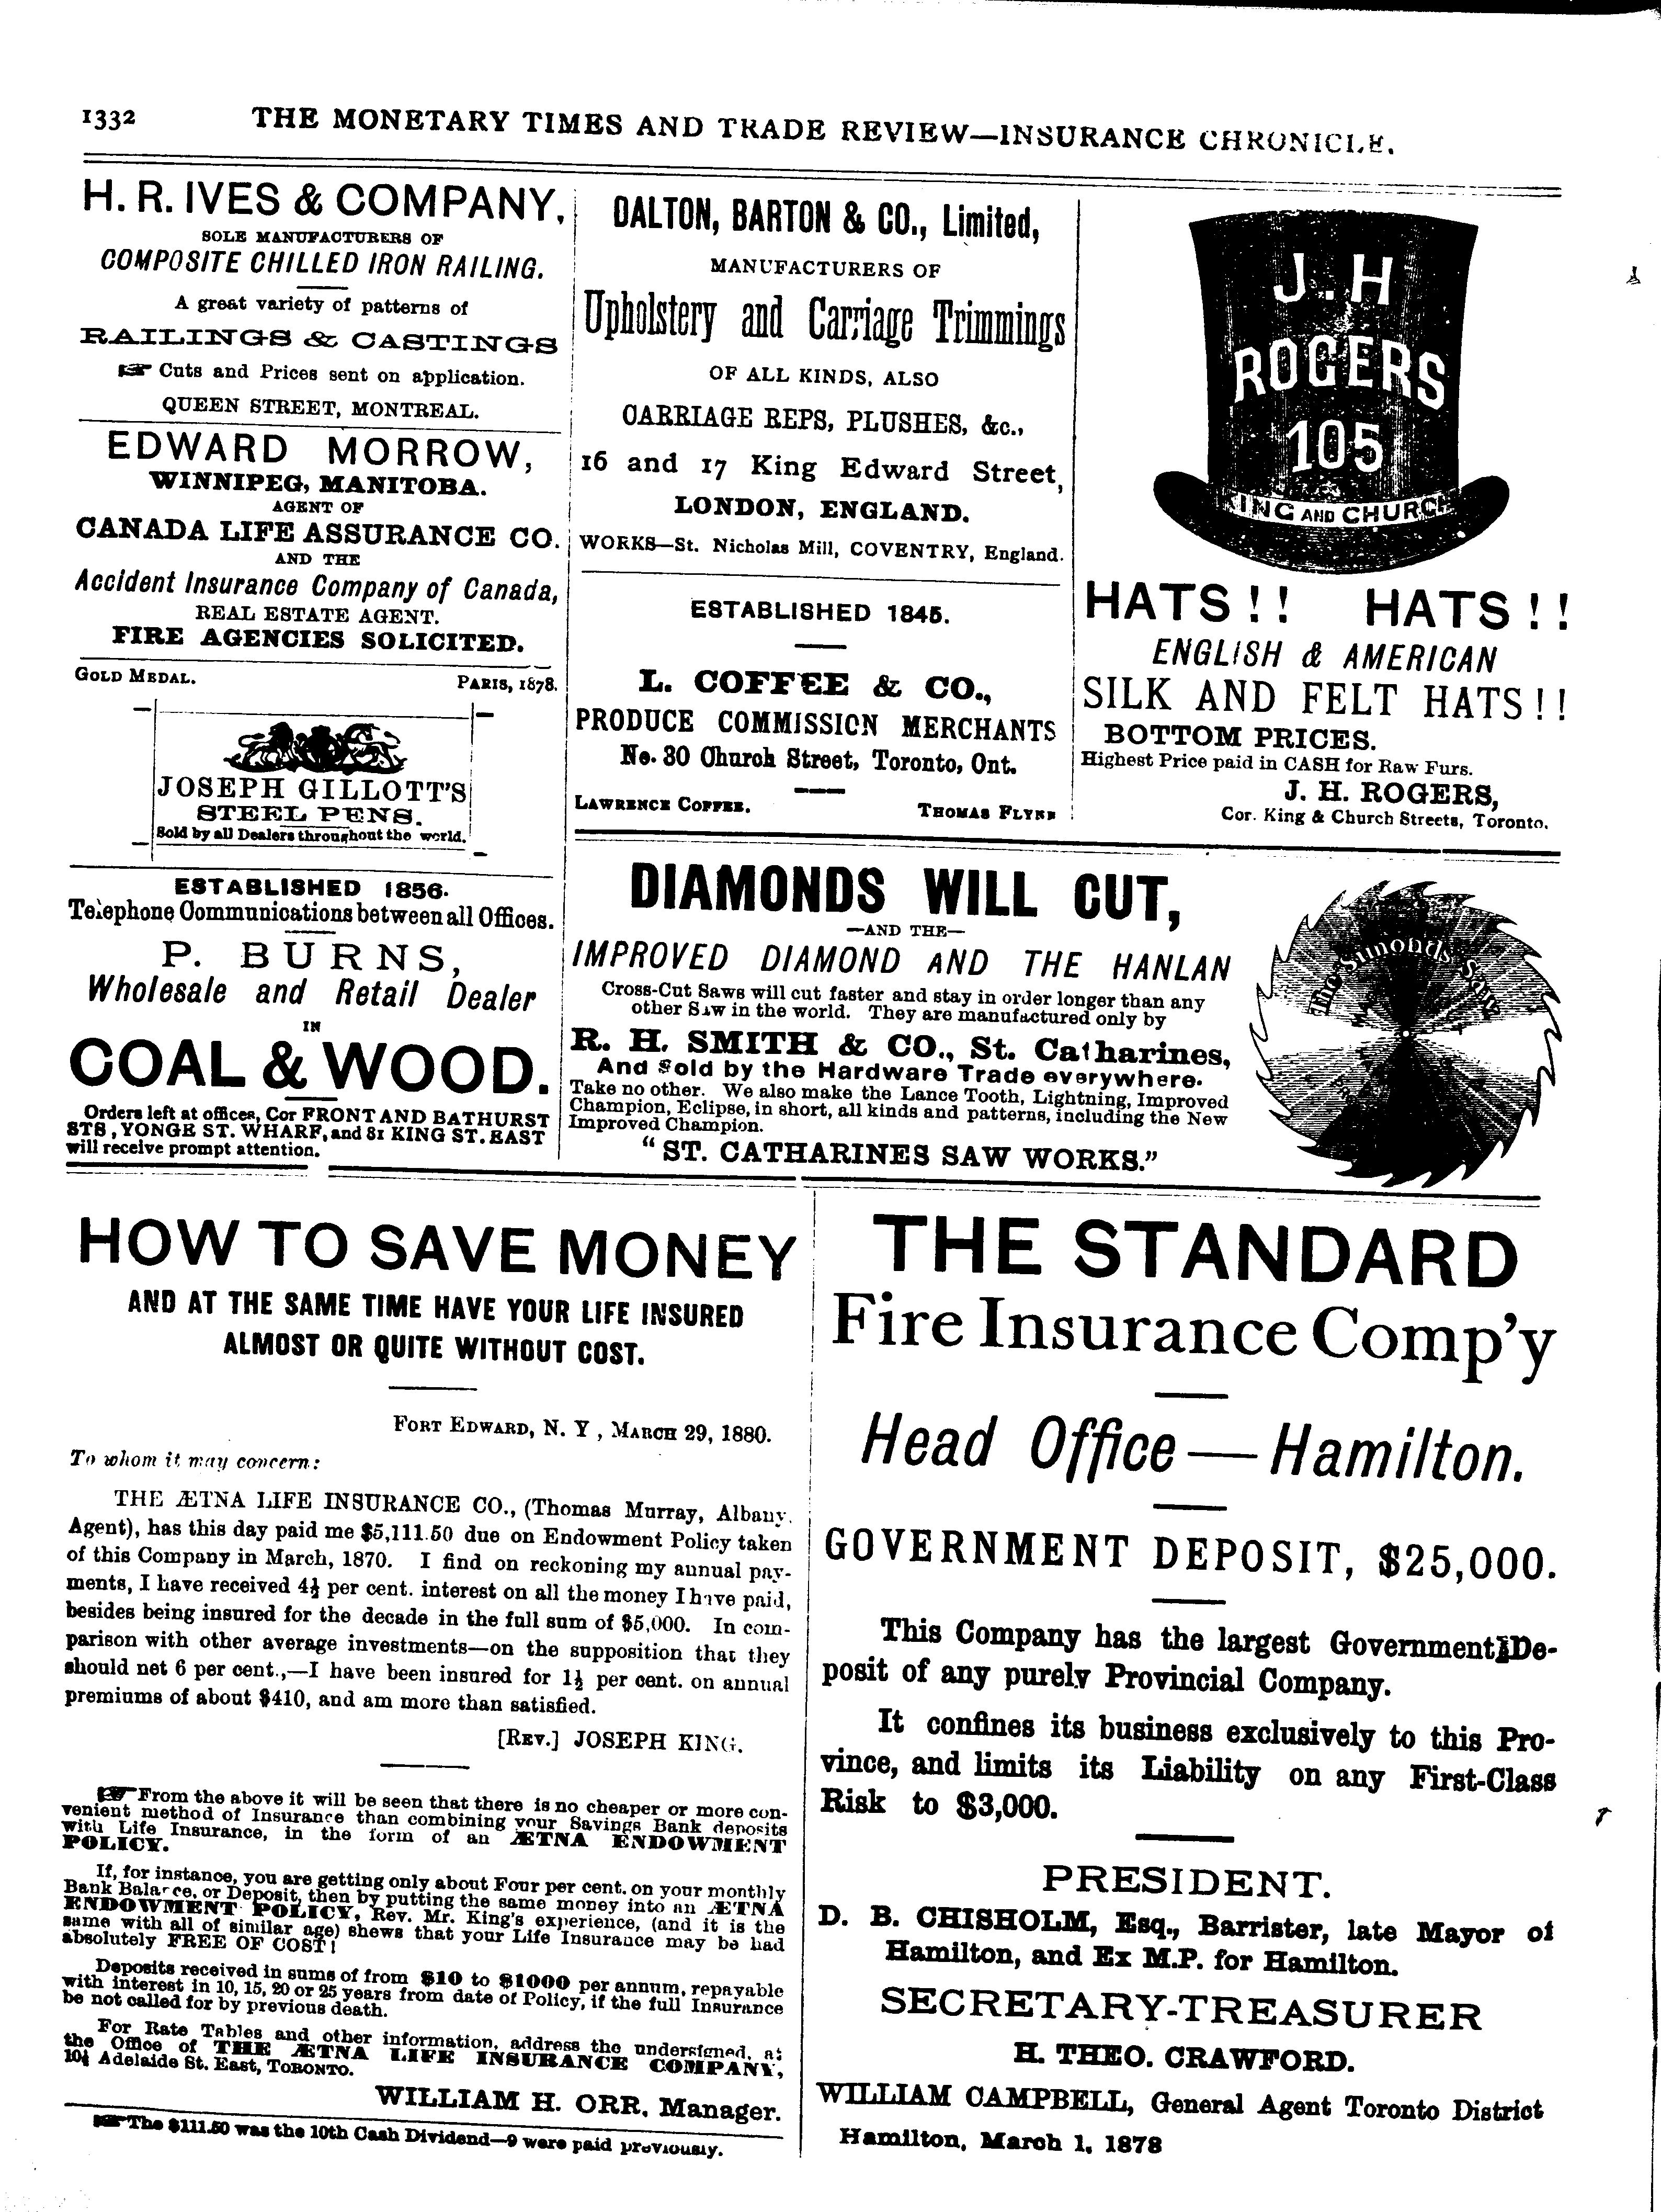 1332 THE MONETARY TIMES AND TRADE REVIEW—INSURANCE CHRONICLE.
H. R. IVES & COMPANY,
SOLE MANUFACTURERS OF
COMPOSITE CHILLED IRON RAILING.
A great variety of patterns of
RAILINGS & CASTINGS
Cuts and Prices sent on application.
QUEEN STREET, MONTREAL.
EDWARD MORROW,
WINNIPEG, MANITOBA.
AGENT OF
CANADA LIFE ASSURANCE CO.
AND THE
Accident Insurance Company of Canada,
REAL ESTATE AGENT.
FIRE AGENCIES SOLICITED.
GOLD MEDAL. PARIS, 1878.
JOSEPH GILLOTT'S
STEEL PENS.
Sold by all Dealers throughout the world.
ESTABLISHED 1856.
Telephone Communications between all Offices.
P. BURNS,
Wholesale and Retail Dealer
IN
COAL & WOOD.
Orders left at offices, Cor FRONT AND BATHURST
STS, YONGE ST. WHARF, and 81 KING ST. EAST
will receive prompt attention.
DALTON, BARTON & CO., Limited,
MANUFACTURERS OF
Upholstery and Carriage Trimmings
OF ALL KINDS, ALSO
CARRIAGE REPS, PLUSHES, &c.,
16 and 17 King Edward Street,
LONDON, ENGLAND.
WORKS—St. Nicholas Mill, COVENTRY, England.
ESTABLISHED 1845.
L. COFFEE & CO.,
PRODUCE COMMISSION MERCHANTS
No. 30 Church Street, Toronto, Ont.
LAWRENCE COFFEE. THOMAS FLYNN
J. H
ROGERS
105
KING AND CHURCH
HATS!! HATS!!
ENGLISH & AMERICAN
SILK AND FELT HATS!!
BOTTOM PRICES.
Highest Price paid in CASH for Raw Furs.
J. H. ROGERS,
Cor. King & Church Streets, Toronto.
DIAMONDS WILL CUT,
—AND THE—
IMPROVED DIAMOND AND THE HANLAN
Cross-Cut Saws will cut faster and stay in order longer than any
other Saw in the world. They are manufactured only by
R. H. SMITH & CO., St. Catharines,
And Sold by the Hardware Trade everywhere.
Take no other. We also make the Lance Tooth, Lightning, Improved
Champion, Eclipse, in short, all kinds and patterns, including the New
Improved Champion.
"ST. CATHARINES SAW WORKS."
The Simonds Saw
HOW TO SAVE MONEY
AND AT THE SAME TIME HAVE YOUR LIFE INSURED
ALMOST OR QUITE WITHOUT COST.
FORT EDWARD, N. Y, MARCH 29, 1880.
To whom it may concern:
THE ÆTNA LIFE INSURANCE CO., (Thomas Murray, Albany.
Agent), has this day paid me $5,111.50 due on Endowment Policy taken
of this Company in March, 1870. I find on reckoning my annual pay-
ments, I have received 4½ per cent. interest on all the money I have paid,
besides being insured for the decade in the full sum of $5,000. In com-
parison with other average investments—on the supposition that they
should net 6 per cent.,—I have been insured for 1½ per cent. on annual
premiums of about $410, and am more than satisfied.
[REV.] JOSEPH KING.
From the above it will be seen that there is no cheaper or more con-
venient method of Insurance than combining your Savings Bank deposits
with Life Insurance, in the form of an ÆTNA ENDOWMENT
POLICY.
If, for instance, you are getting only about Four per cent. on your monthly
Bank Balance, or Deposit, then by putting the same money into an ÆTNA
ENDOWMENT POLICY, Rev. Mr. King's experience, (and it is the
same with all of similar age) shews that your Life Insurance may be had
absolutely FREE OF COST!
Deposits received in sums of from $10 to $1000 per annum, repayable
with interest in 10, 15, 20 or 25 years from date of Policy, if the full Insurance
be not called for by previous death.
For Rate Tables and other information, address the undersigned, at
the Office of THE ÆTNA LIFE INSURANCE COMPANY,
10½ Adelaide St. East, TORONTO.
WILLIAM H. ORR, Manager.
The $111.50 was the 10th Cash Dividend—9 were paid previously.
THE STANDARD
Fire Insurance Comp'y
Head Office—Hamilton.
GOVERNMENT DEPOSIT, $25,000.
This Company has the largest Government De-
posit of any purely Provincial Company.
It confines its business exclusively to this Pro-
vince, and limits its Liability on any First-Class
Risk to $3,000.
PRESIDENT.
D. B. CHISHOLM, Esq., Barrister, late Mayor of
Hamilton, and Ex M.P. for Hamilton.
SECRETARY-TREASURER
H. THEO. CRAWFORD.
WILLIAM CAMPBELL, General Agent Toronto District
Hamilton, March 1, 1878